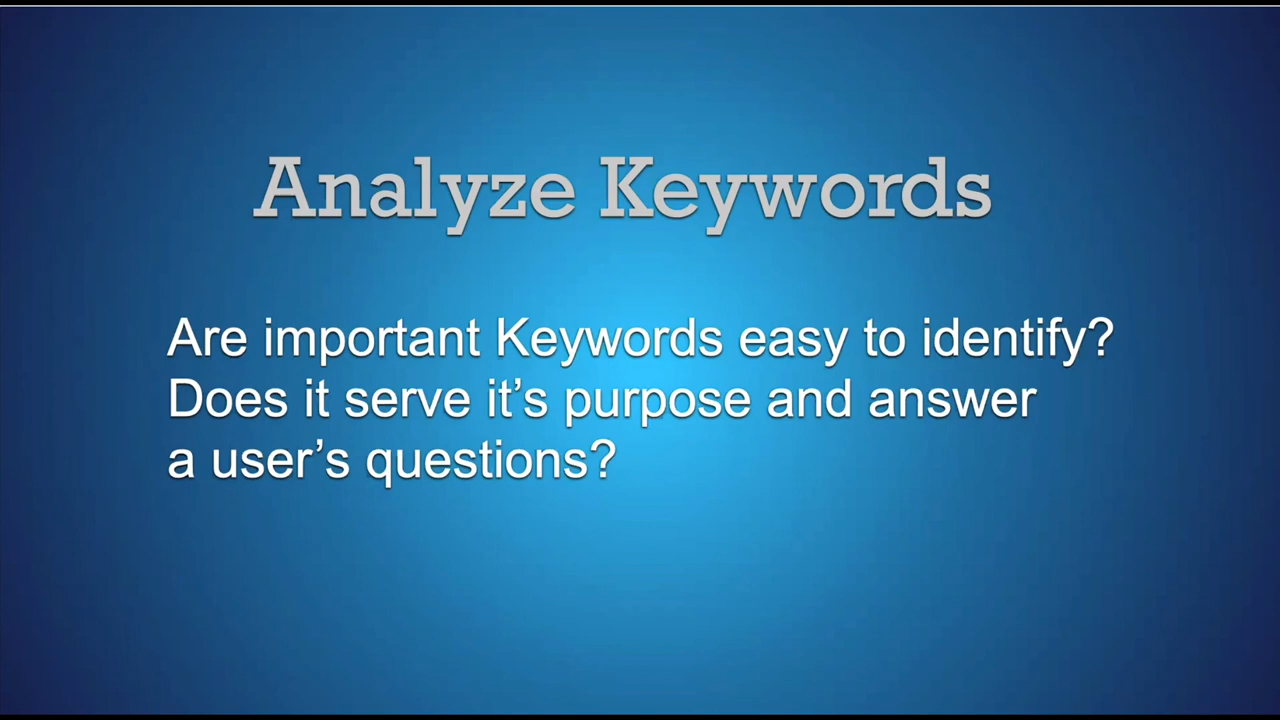 Analyze Keywords
Are important Keywords easy to identify?
Does it serve it’s purpose and answer
a user’s questions?